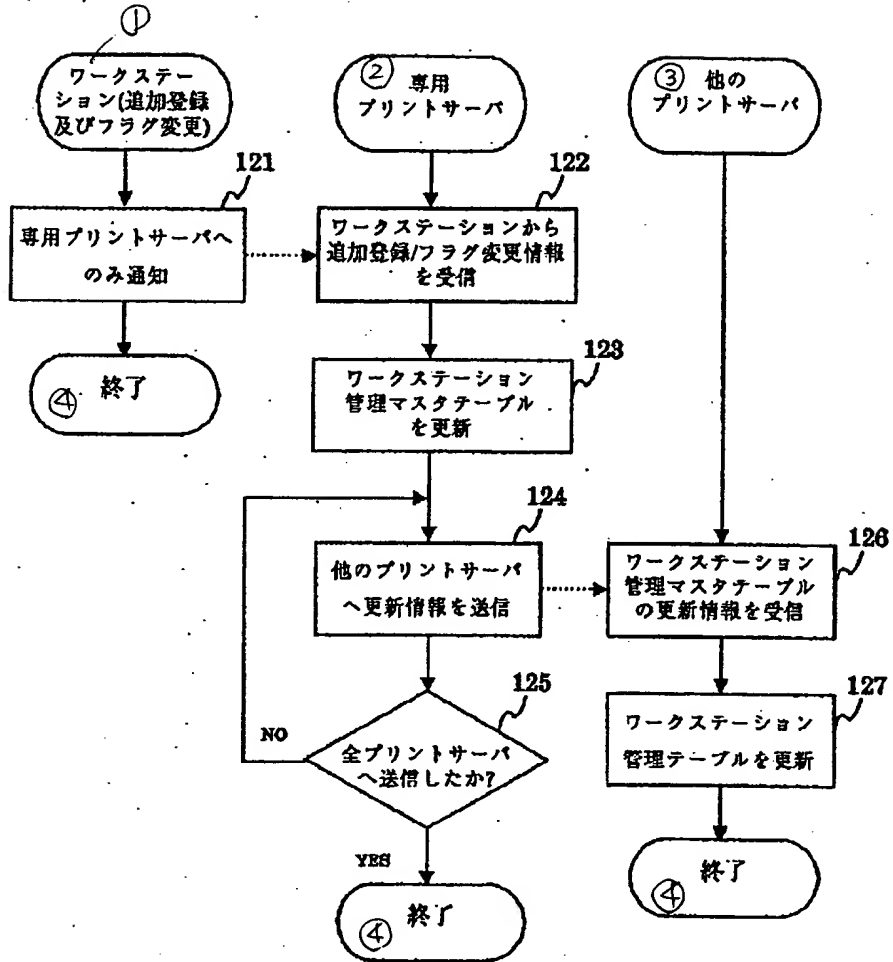 ①
ワークステー
ション(追加登録
及びフラグ変更)
121
専用プリントサーバへ
のみ通知
④
終了
②
専用
プリントサーバ
122
ワークステーションから
追加登録/フラグ変更情報
を受信
123
ワークステーション
管理マスタテーブル
を更新
124
他のプリントサーバ
へ更新情報を送信
125
全プリントサーバ
へ送信したか?
NO
YES
④
終了
③
他の
プリントサーバ
126
ワークステーション
管理マスタテーブル
の更新情報を受信
127
ワークステーション
管理テーブルを更新
④
終了